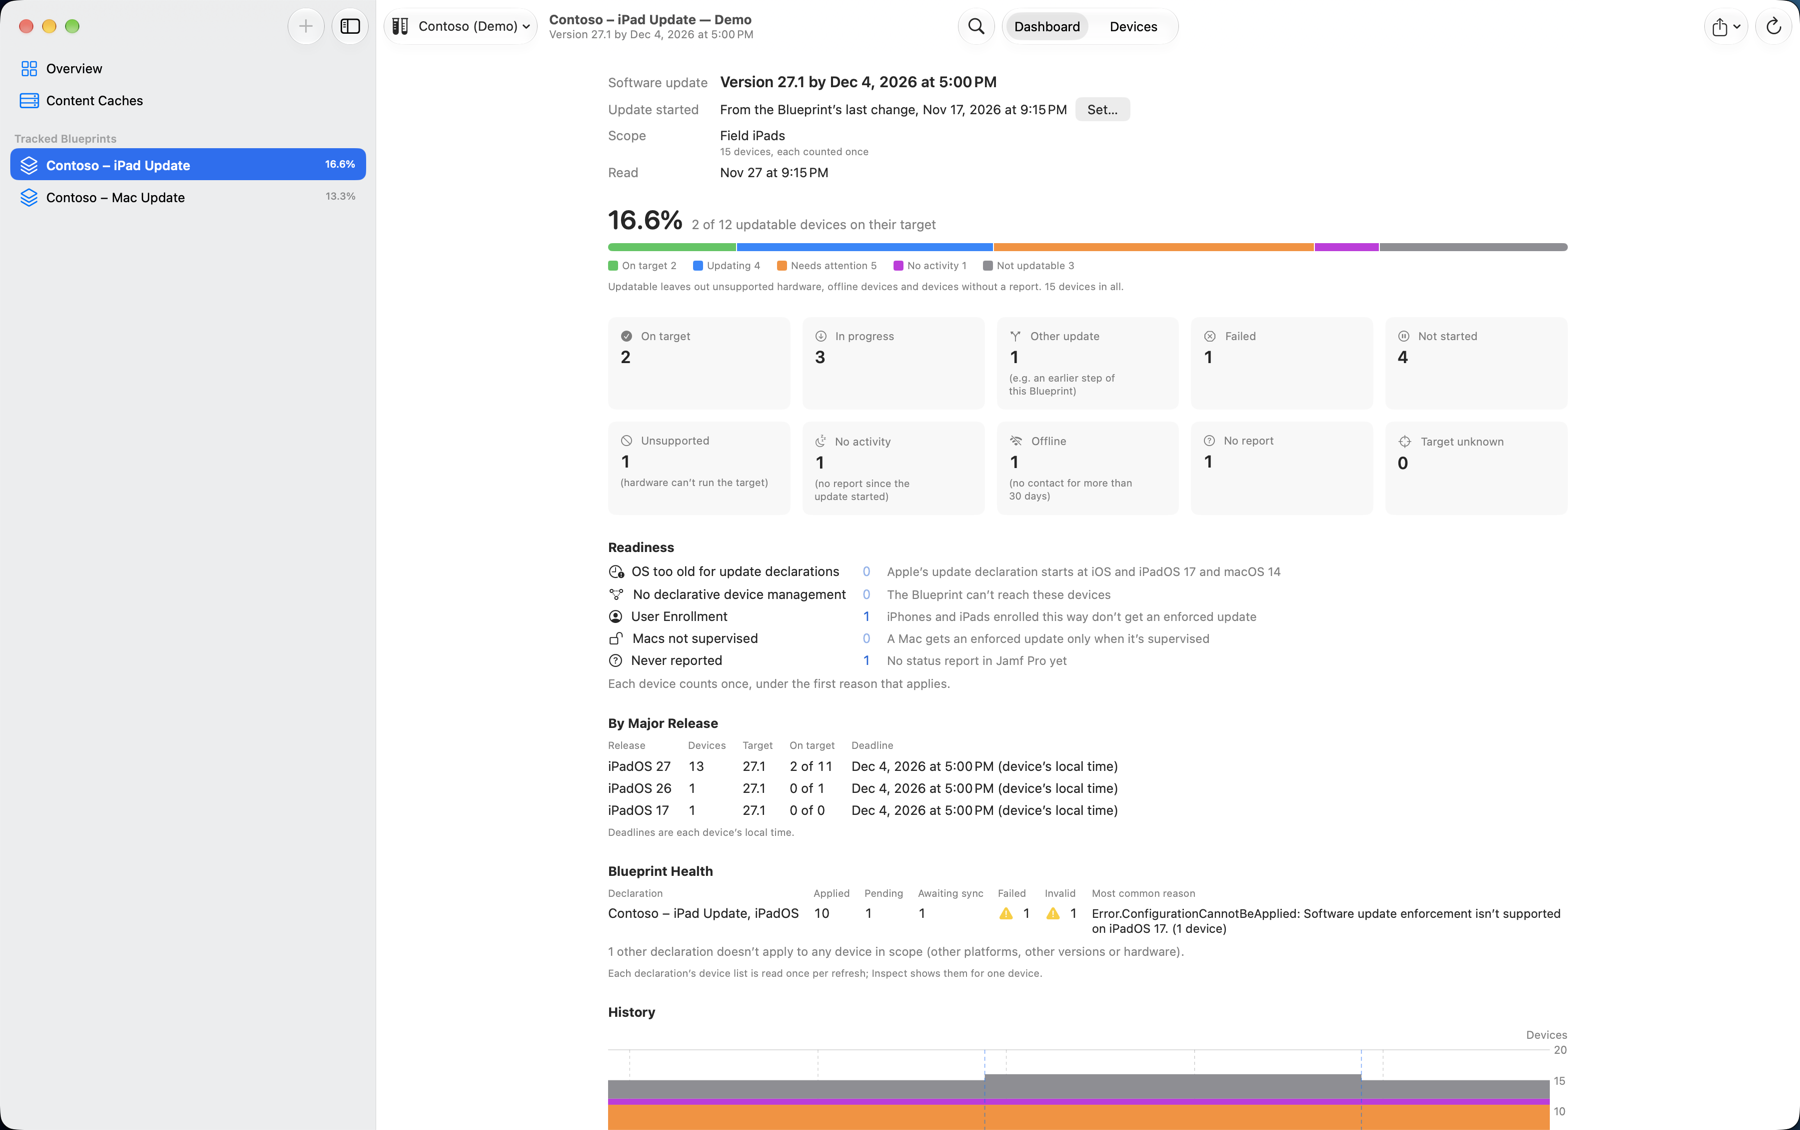 Contoso (Demo)
Contoso – iPad Update — Demo
Version 27.1 by Dec 4, 2026 at 5:00 PM
Dashboard
Devices
Overview
Content Caches
Tracked Blueprints
Contoso – iPad Update 16.6%
Contoso – Mac Update 13.3%
Software update Version 27.1 by Dec 4, 2026 at 5:00 PM
Update started From the Blueprint’s last change, Nov 17, 2026 at 9:15 PM Set...
Scope Field iPads
15 devices, each counted once
Read Nov 27 at 9:15 PM
16.6% 2 of 12 updatable devices on their target
On target 2 Updating 4 Needs attention 5 No activity 1 Not updatable 3
Updatable leaves out unsupported hardware, offline devices and devices without a report. 15 devices in all.
On target
2
In progress
3
Other update
1
(e.g. an earlier step of
this Blueprint)
Failed
1
Not started
4
Unsupported
1
(hardware can’t run the target)
No activity
1
(no report since the
update started)
Offline
1
(no contact for more than
30 days)
No report
1
Target unknown
0
Readiness
OS too old for update declarations 0 Apple’s update declaration starts at iOS and iPadOS 17 and macOS 14
No declarative device management 0 The Blueprint can’t reach these devices
User Enrollment 1 iPhones and iPads enrolled this way don’t get an enforced update
Macs not supervised 0 A Mac gets an enforced update only when it’s supervised
Never reported 1 No status report in Jamf Pro yet
Each device counts once, under the first reason that applies.
By Major Release
Release Devices Target On target Deadline
iPadOS 27 13 27.1 2 of 11 Dec 4, 2026 at 5:00 PM (device’s local time)
iPadOS 26 1 27.1 0 of 1 Dec 4, 2026 at 5:00 PM (device’s local time)
iPadOS 17 1 27.1 0 of 0 Dec 4, 2026 at 5:00 PM (device’s local time)
Deadlines are each device’s local time.
Blueprint Health
Declaration Applied Pending Awaiting sync Failed Invalid Most common reason
Contoso – iPad Update, iPadOS 10 1 1 1 1 Error.ConfigurationCannotBeApplied: Software update enforcement isn’t supported
on iPadOS 17. (1 device)
1 other declaration doesn’t apply to any device in scope (other platforms, other versions or hardware).
Each declaration’s device list is read once per refresh; Inspect shows them for one device.
History
Devices
20
15
10